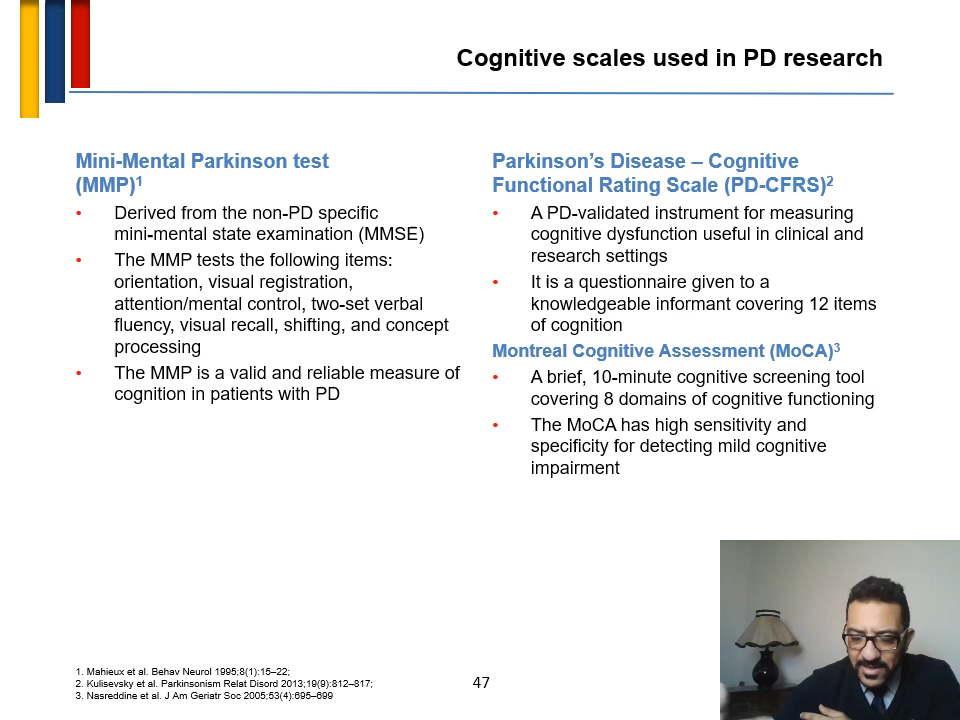 Cognitive scales used in PD research
Mini-Mental Parkinson test
(MMP)1
• Derived from the non-PD specific
mini-mental state examination (MMSE)
• The MMP tests the following items:
orientation, visual registration,
attention/mental control, two-set verbal
fluency, visual recall, shifting, and concept
processing
• The MMP is a valid and reliable measure of
cognition in patients with PD
Parkinson’s Disease – Cognitive
Functional Rating Scale (PD-CFRS)2
• A PD-validated instrument for measuring
cognitive dysfunction useful in clinical and
research settings
• It is a questionnaire given to a
knowledgeable informant covering 12 items
of cognition
Montreal Cognitive Assessment (MoCA)3
• A brief, 10-minute cognitive screening tool
covering 8 domains of cognitive functioning
• The MoCA has high sensitivity and
specificity for detecting mild cognitive
impairment
1. Mahieux et al. Behav Neurol 1995;8(1):15–22;
2. Kulisevsky et al. Parkinsonism Relat Disord 2013;19(9):812–817;
3. Nasreddine et al. J Am Geriatr Soc 2005;53(4):695–699
47